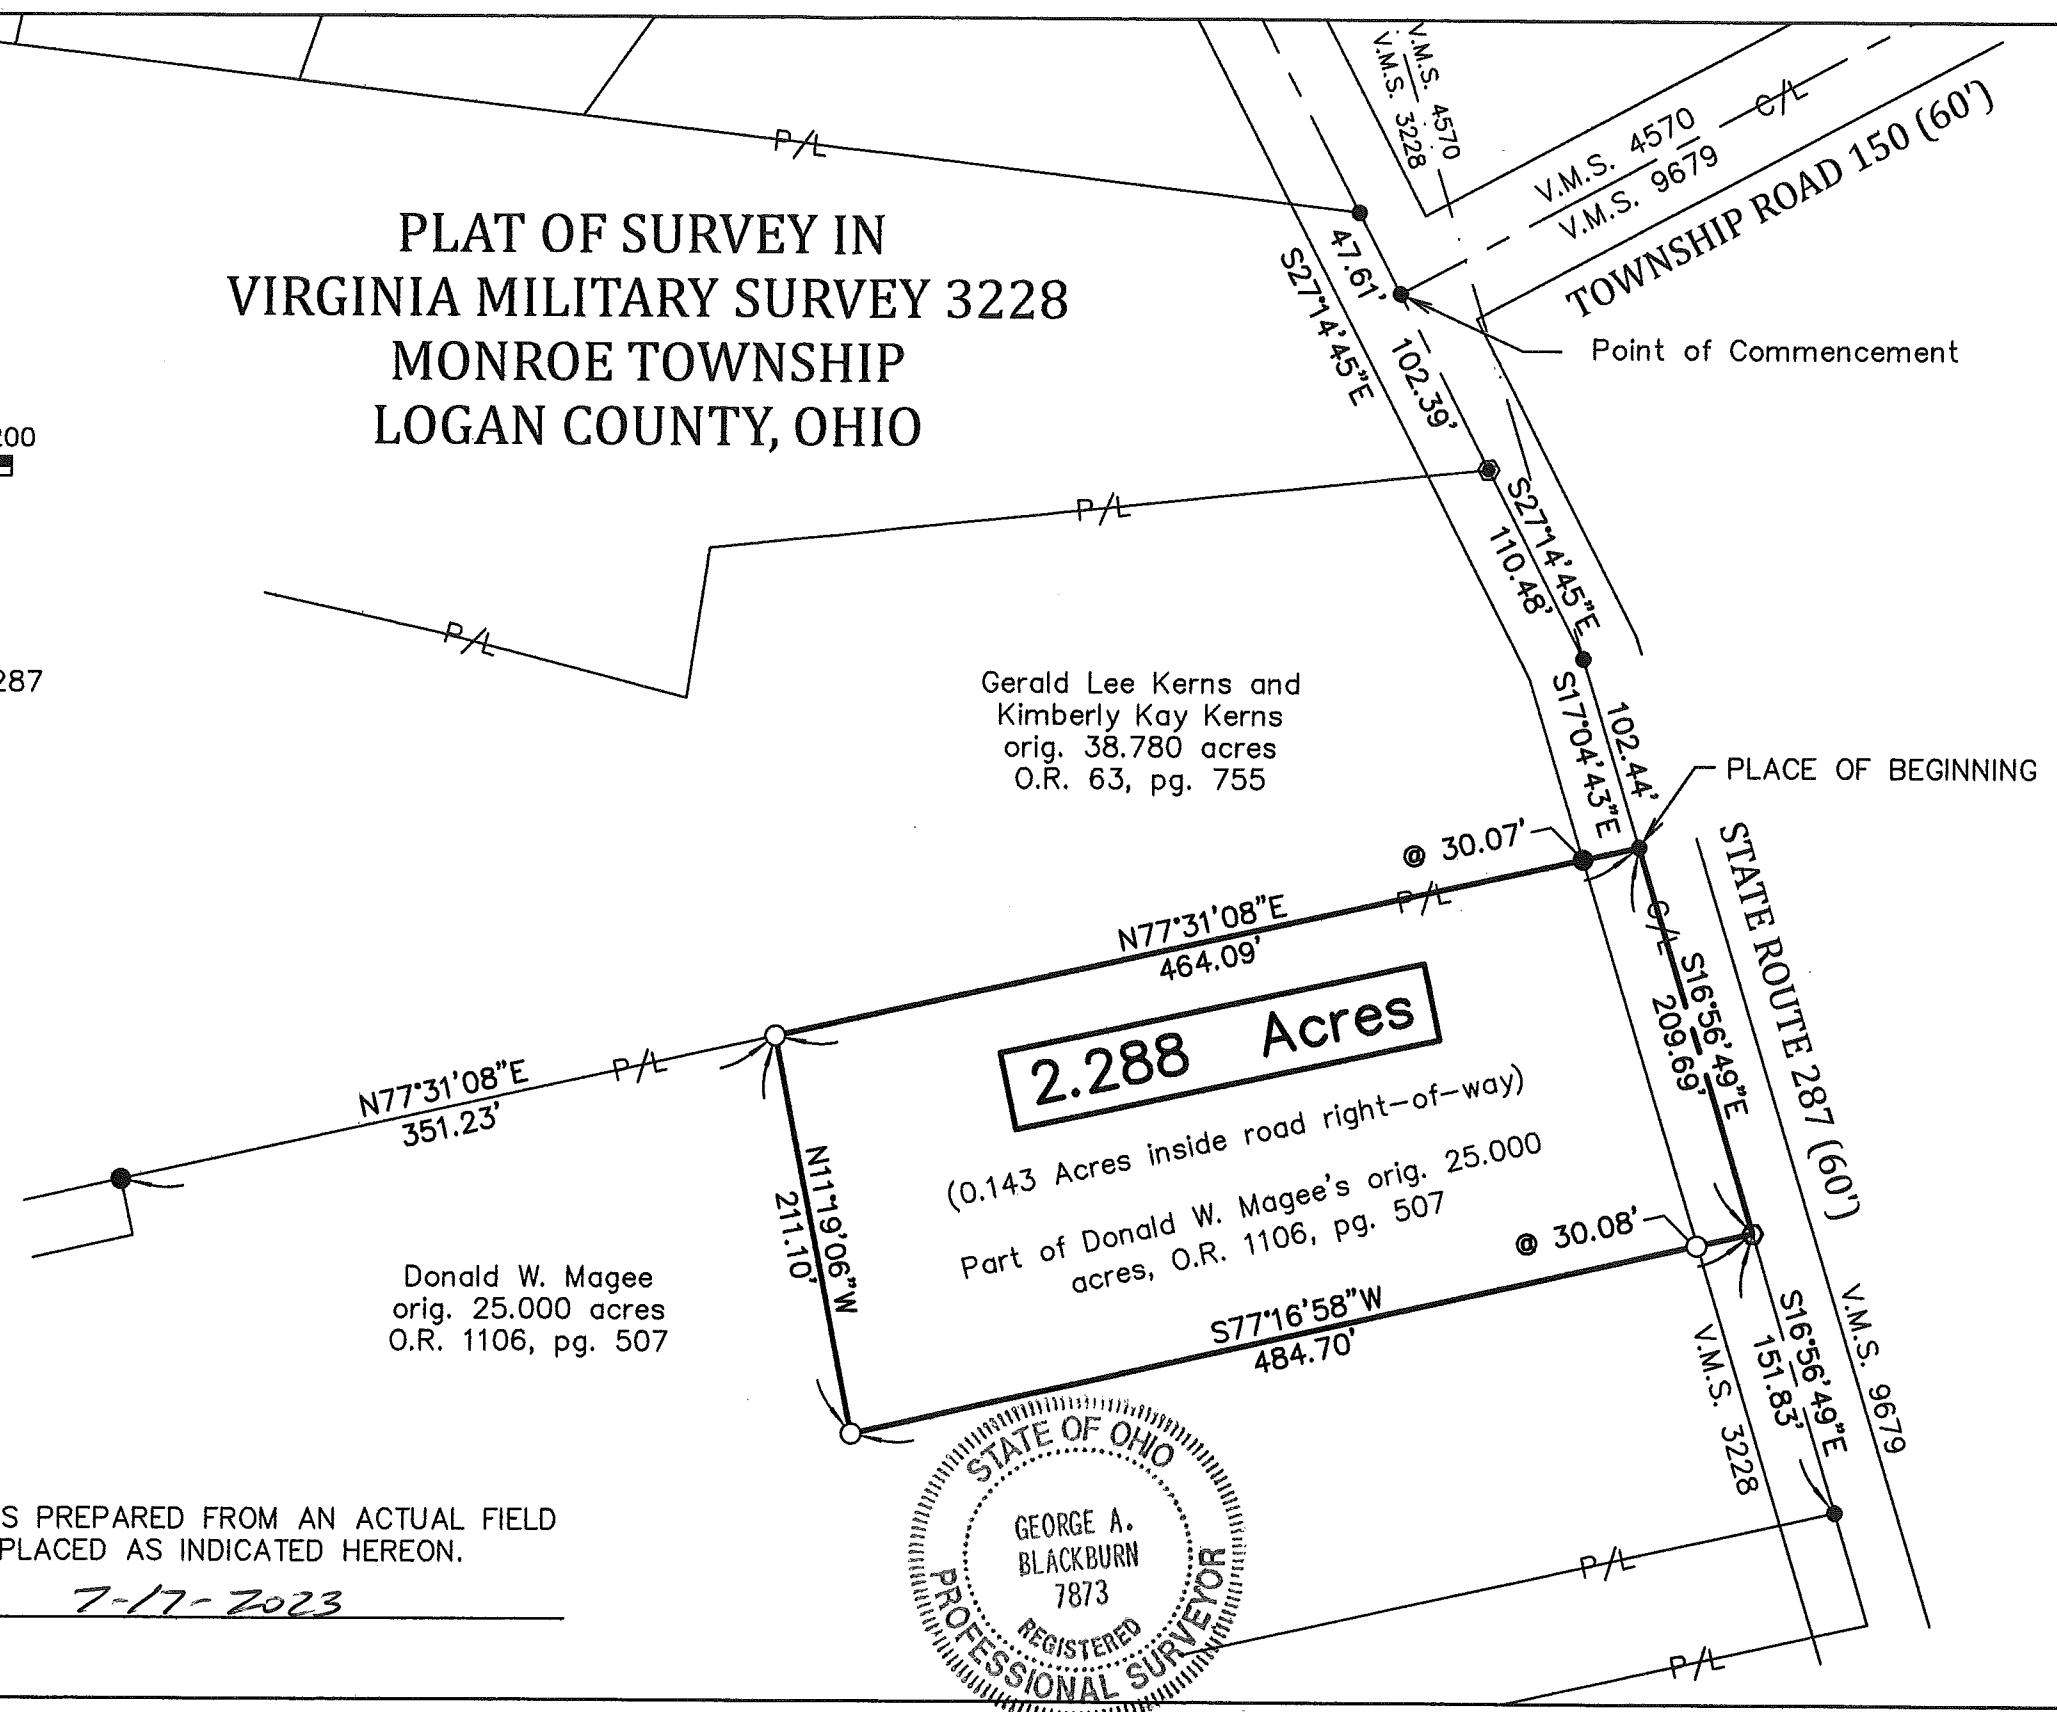 PLAT OF SURVEY IN
VIRGINIA MILITARY SURVEY 3228
MONROE TOWNSHIP
LOGAN COUNTY, OHIO
P/L
V.M.S. 4570
V.M.S. 3228
V.M.S. 4570
V.M.S. 9679
C/L
TOWNSHIP ROAD 150 (60')
47.61'
S27°14'45"E
102.39'
Point of Commencement
200
P/L
S27°14'45"E
110.48'
P/L
287
Gerald Lee Kerns and
Kimberly Kay Kerns
orig. 38.780 acres
O.R. 63, pg. 755
102.44'
S17°04'43"E
PLACE OF BEGINNING
@ 30.07'
P/L
C/L
STATE ROUTE 287 (60')
N77°31'08"E
464.09'
S16°56'49"E
209.69'
2.288 Acres
(0.143 Acres inside road right-of-way)
Part of Donald W. Magee's orig. 25.000
acres, O.R. 1106, pg. 507
P/L
N77°31'08"E
351.23'
N11°19'06"W
211.10'
@ 30.08'
S77°16'58"W
484.70'
Donald W. Magee
orig. 25.000 acres
O.R. 1106, pg. 507
V.M.S. 3228
S16°56'49"E
151.83'
V.M.S. 9679
P/L
P/L
STATE OF OHIO
GEORGE A.
BLACKBURN
7873
REGISTERED
PROFESSIONAL SURVEYOR
S PREPARED FROM AN ACTUAL FIELD
PLACED AS INDICATED HEREON.
7-17-2023